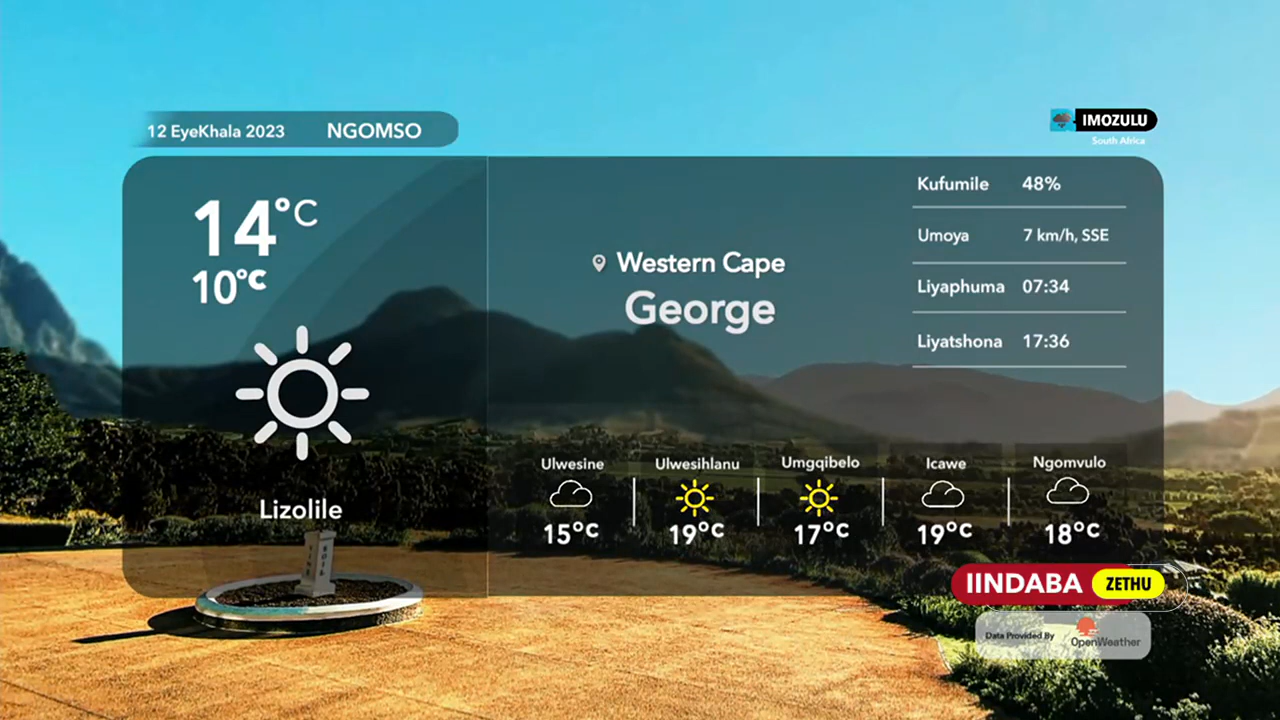 12 EyeKhala 2023 NGOMSO
IMOZULU
South Africa
14°C
10°C
Lizolile
Western Cape
George
Kufumile 48%
Umoya 7 km/h, SSE
Liyaphuma 07:34
Liyatshona 17:36
Ulwesine Ulwesihlanu Umgqibelo Icawe Ngomvulo
15°C 19°C 17°C 19°C 18°C
IINDABA ZETHU
Data Provided By OpenWeather